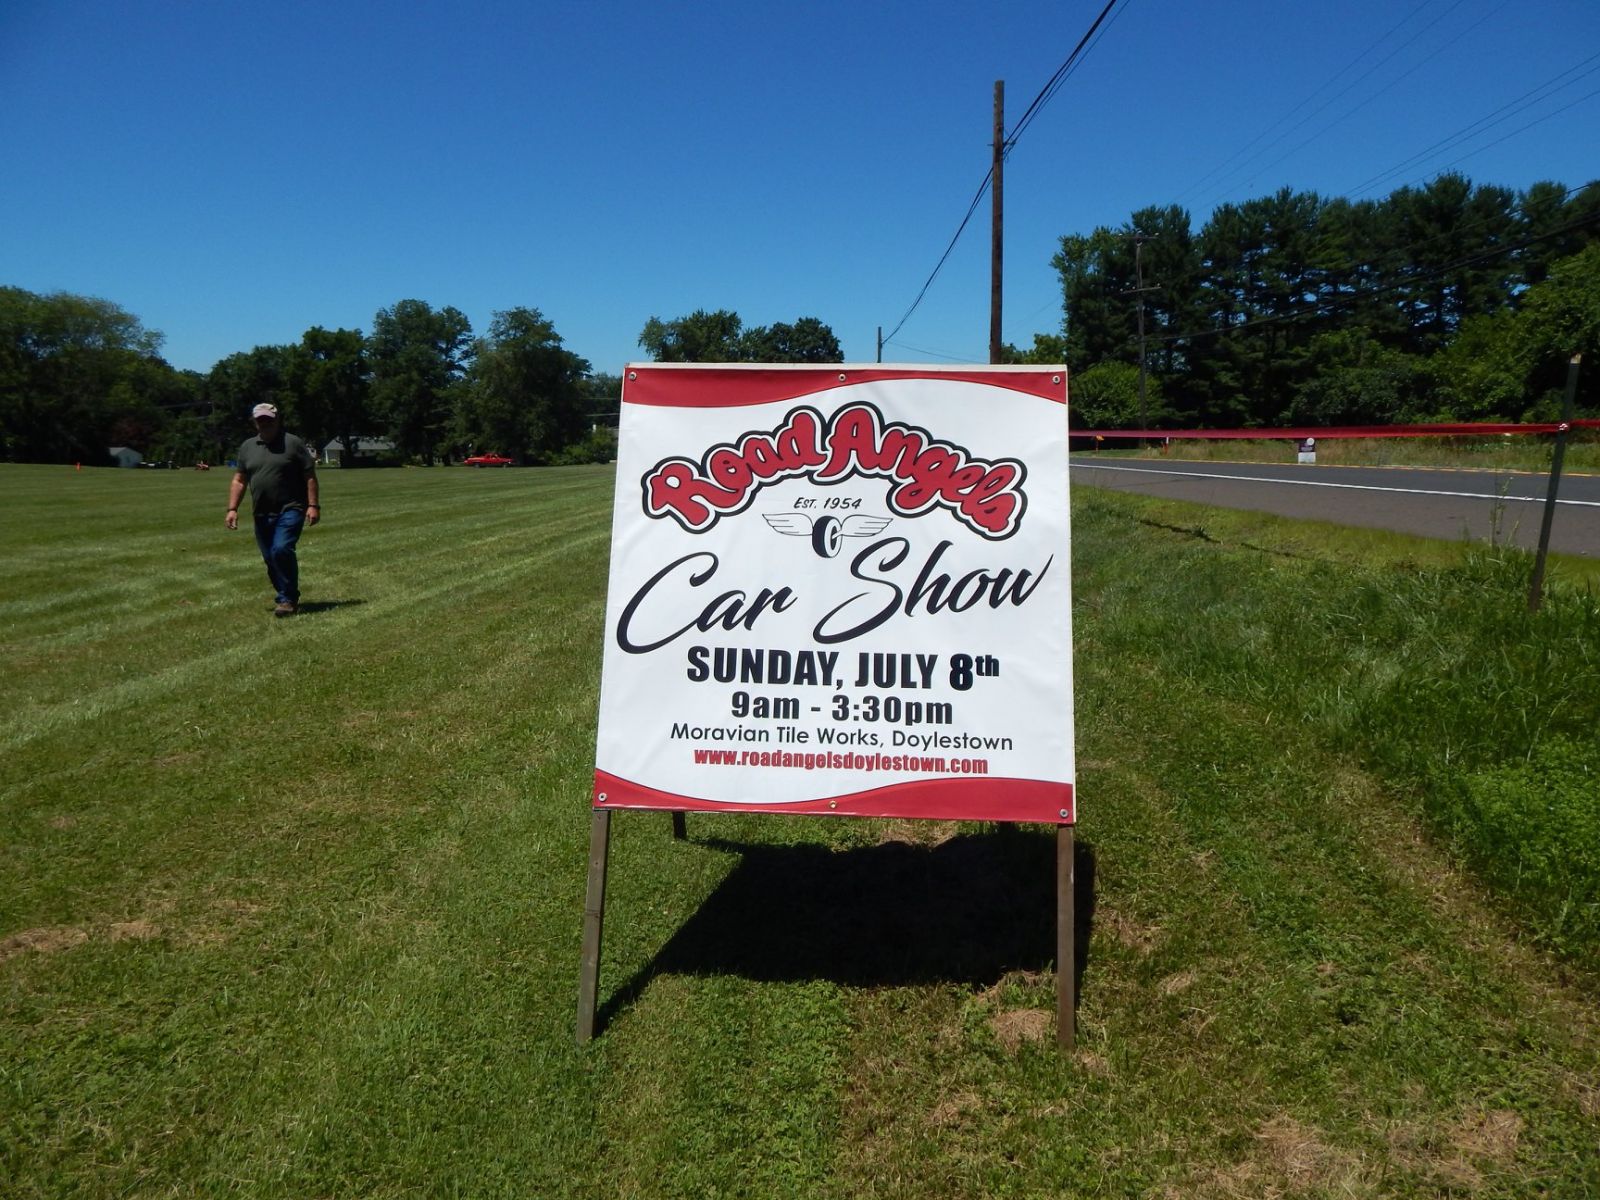 Road Angels
EST. 1954
Car Show
SUNDAY, JULY 8th
9am - 3:30pm
Moravian Tile Works, Doylestown
www.roadangelsdoylestown.com